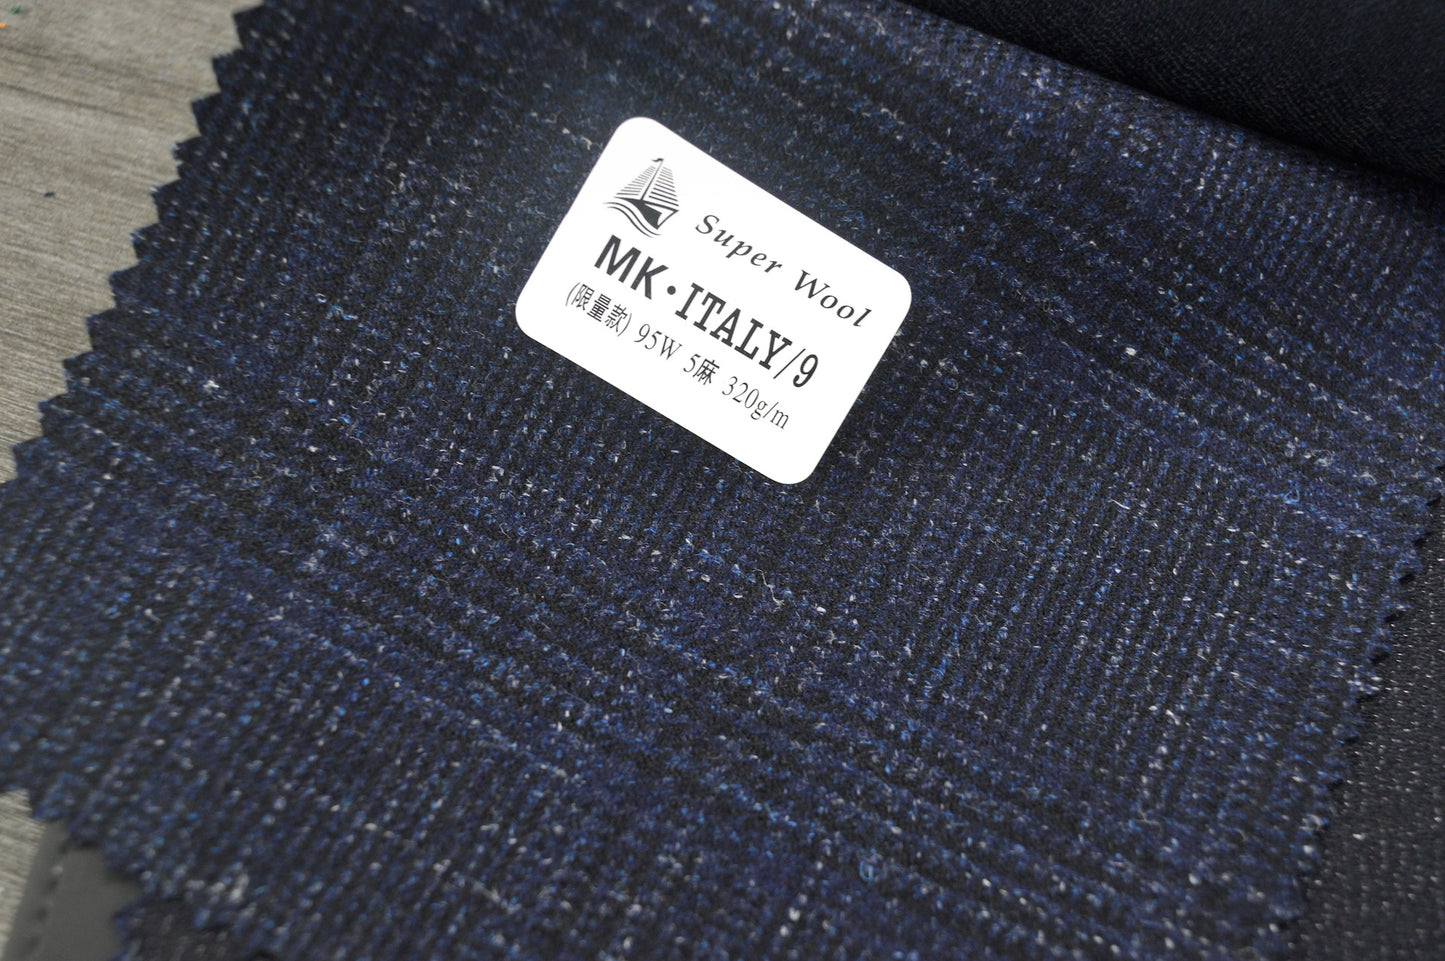 Super Wool
MK·ITALY/9
(限量款) 95W 5麻 320g/m